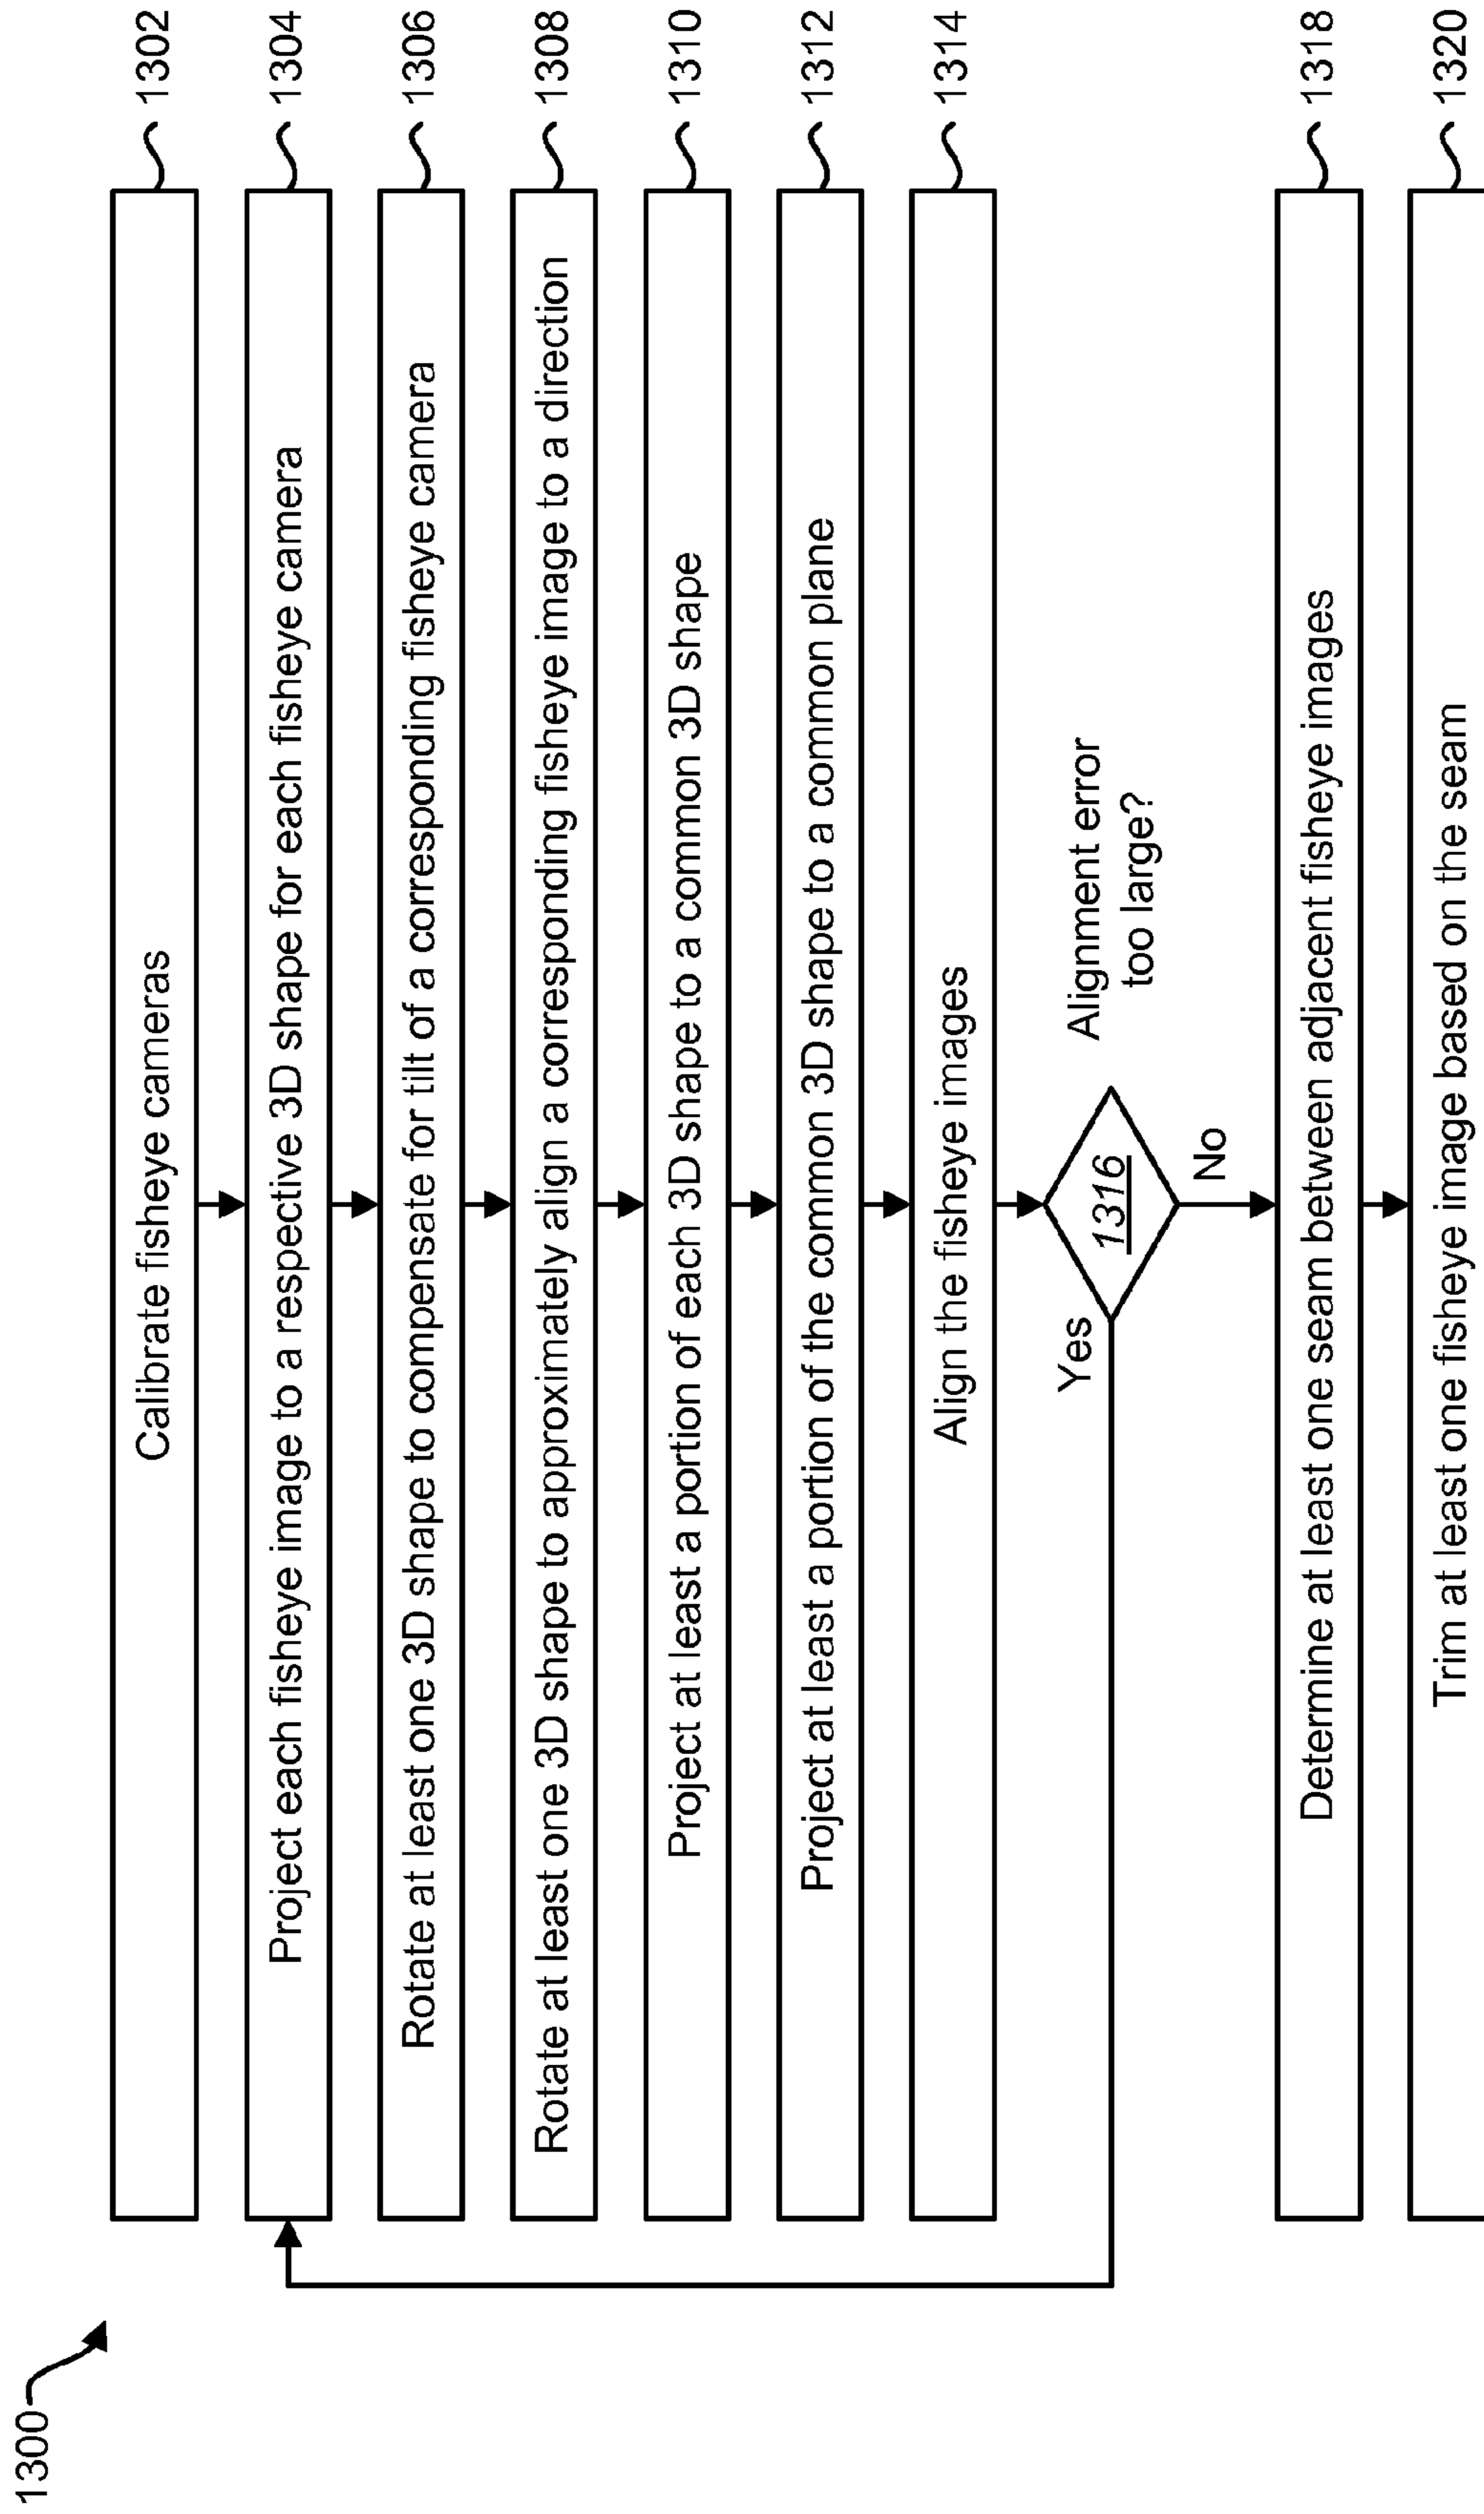 1300
Calibrate fisheye cameras
1302
Project each fisheye image to a respective 3D shape for each fisheye camera
1304
Rotate at least one 3D shape to compensate for tilt of a corresponding fisheye camera
1306
Rotate at least one 3D shape to approximately align a corresponding fisheye image to a direction
1308
Project at least a portion of each 3D shape to a common 3D shape
1310
Project at least a portion of the common 3D shape to a common plane
1312
Align the fisheye images
1314
1316
Alignment error
too large?
Yes
No
Determine at least one seam between adjacent fisheye images
1318
Trim at least one fisheye image based on the seam
1320